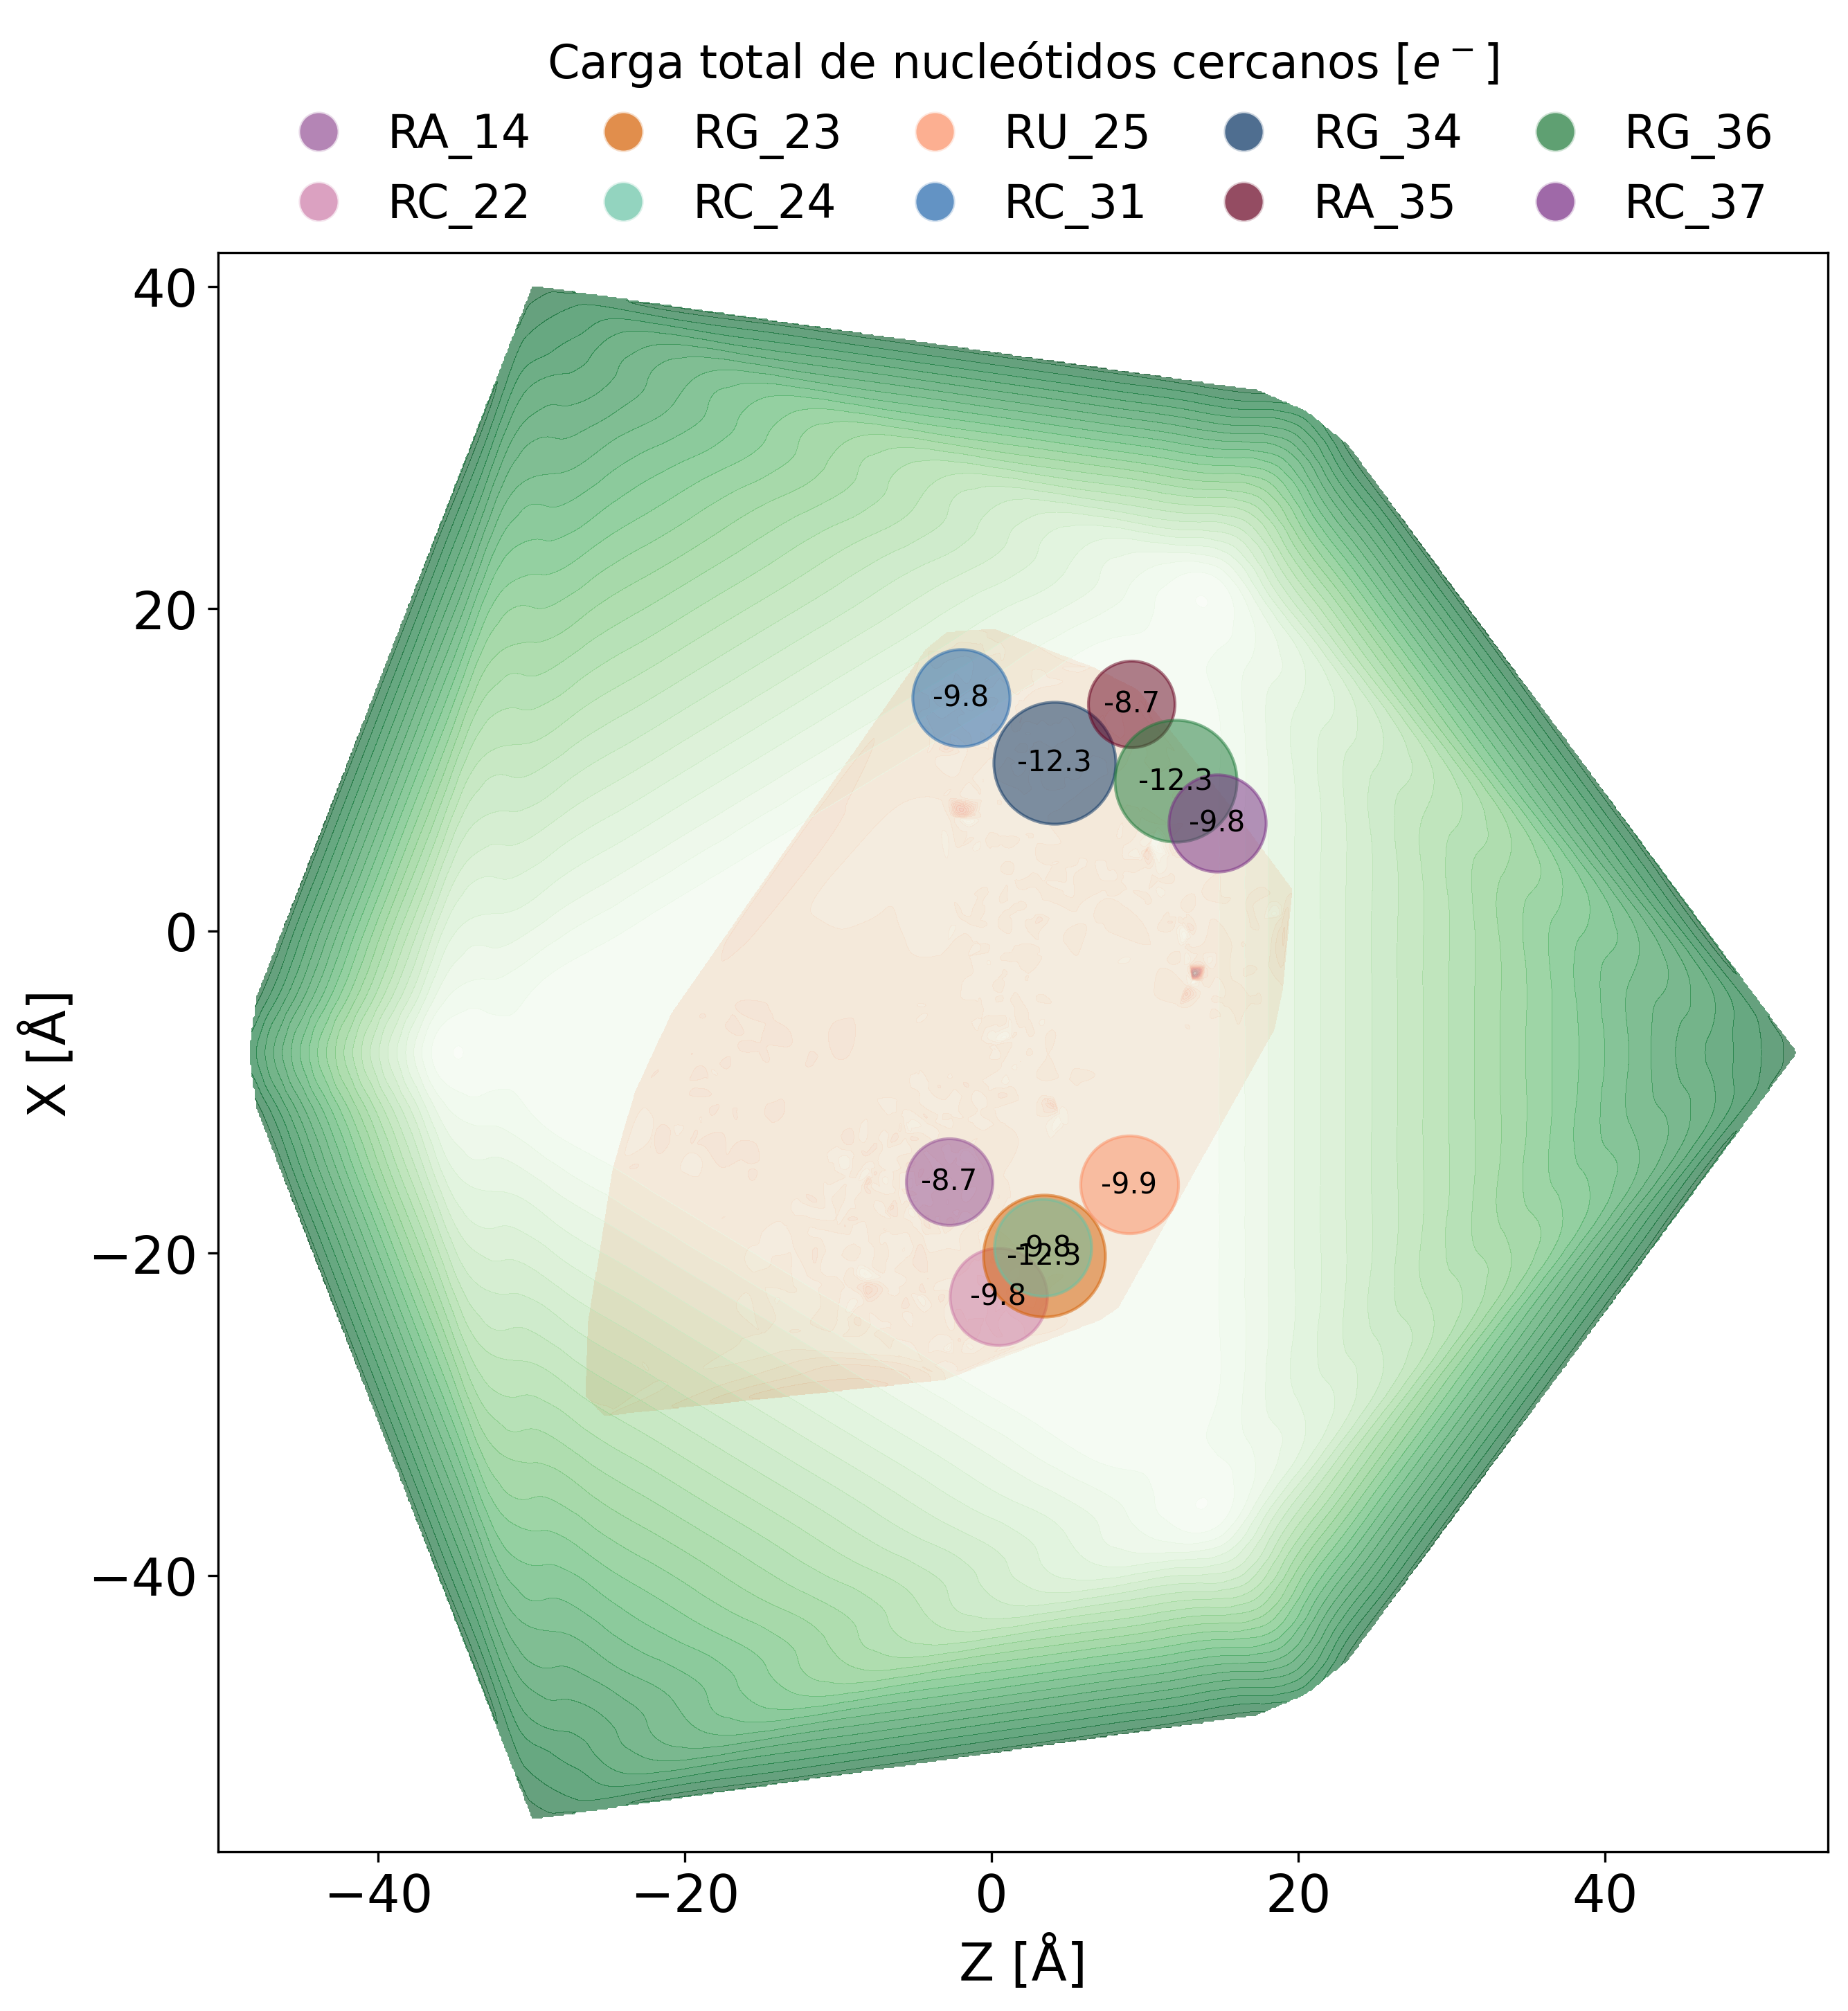 Carga total de nucleótidos cercanos [e⁻]
RA_14 RG_23 RU_25 RG_34 RG_36
RC_22 RC_24 RC_31 RA_35 RC_37
40
20
0
−20
−40
X [Å]
-9.8
-8.7
-12.3
-12.3
-9.8
-8.7
-9.9
-9.8
-12.3
-9.8
−40 −20 0 20 40
Z [Å]